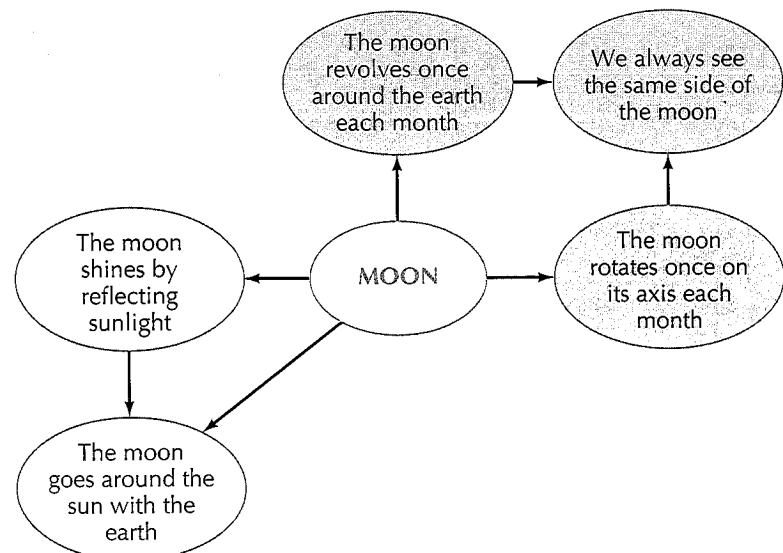 The moon
revolves once
around the earth
each month
We always see
the same side of
the moon
The moon
shines by
reflecting
sunlight
MOON
The moon
rotates once on
its axis each
month
The moon
goes around the
sun with the
earth